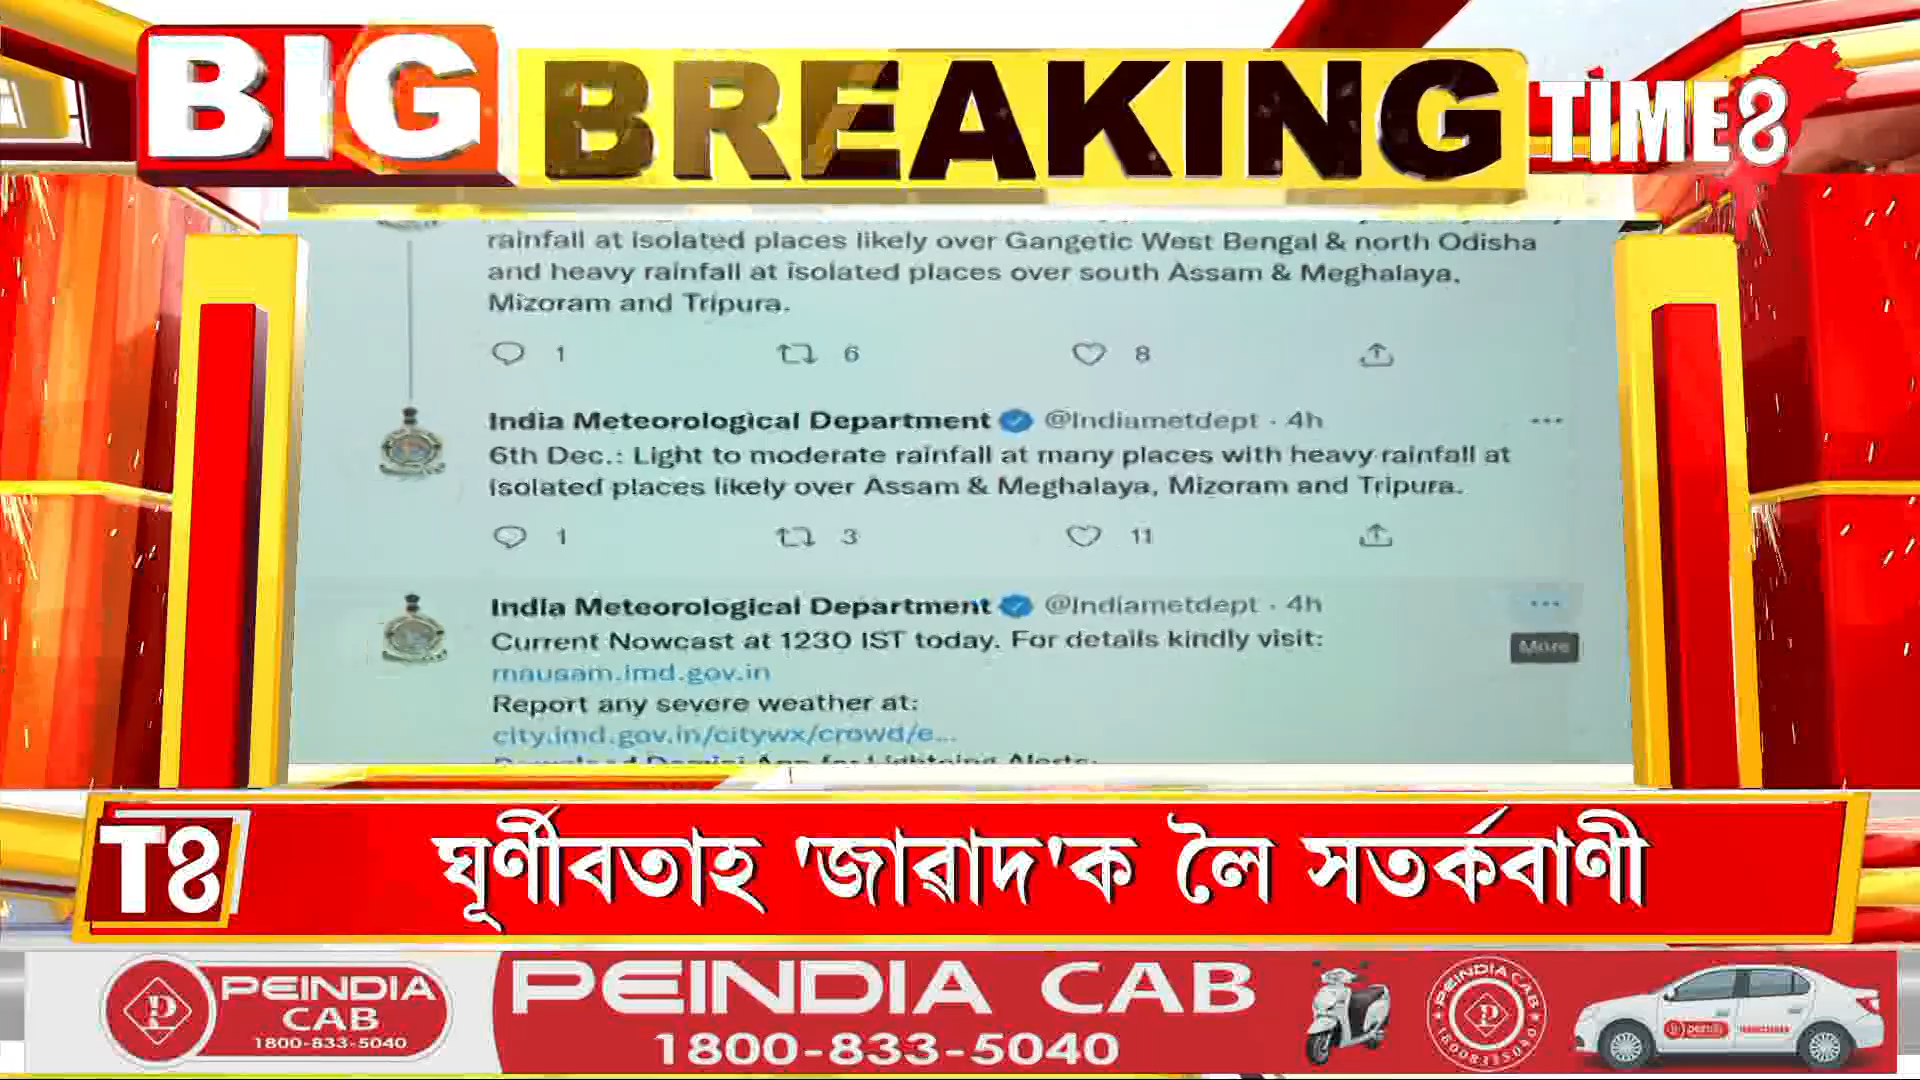 BIG BREAKING
TIME8
rainfall at isolated places likely over Gangetic West Bengal & north Odisha
and heavy rainfall at isolated places over south Assam & Meghalaya,
Mizoram and Tripura.
1 6 8
India Meteorological Department @Indiametdept · 4h
6th Dec.: Light to moderate rainfall at many places with heavy rainfall at
isolated places likely over Assam & Meghalaya, Mizoram and Tripura.
1 3 11
India Meteorological Department @Indiametdept · 4h
Current Nowcast at 1230 IST today. For details kindly visit:
More
mausam.imd.gov.in
Report any severe weather at:
city.imd.gov.in/citywx/crowd/e...
T8
ঘূৰ্ণীবতাহ 'জাৱাদ'ক লৈ সতৰ্কবাণী
PEINDIA
CAB
1800-833-5040
PEINDIA CAB
1800-833-5040
PEINDIA CAB
18008335040